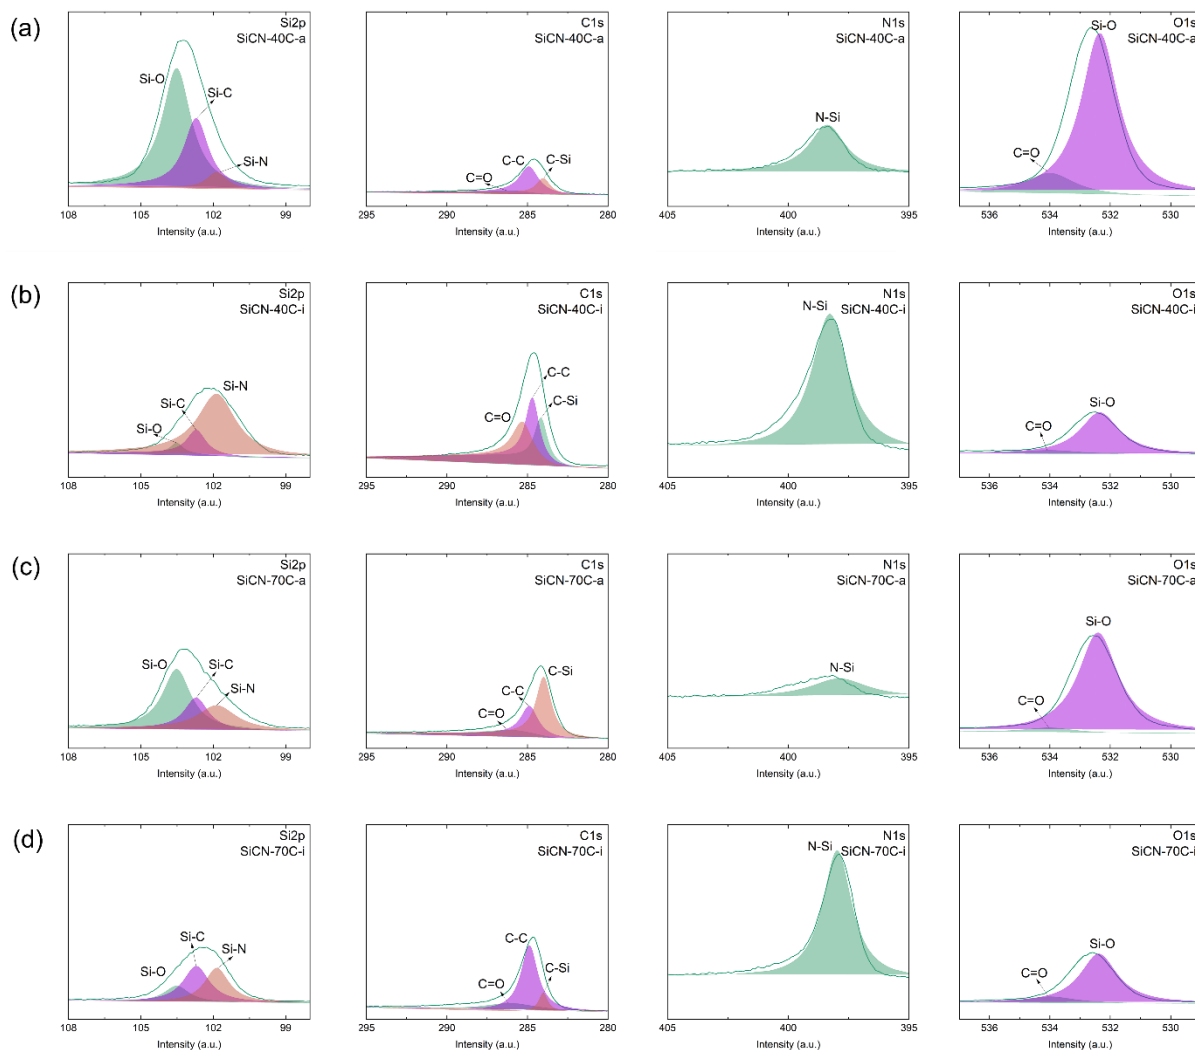 (a)
Si2p
SiCN-40C-a
Si-O
Si-C
Si-N
108 105 102 99
Intensity (a.u.)
C1s
SiCN-40C-a
C=O
C-C
C-Si
295 290 285 280
Intensity (a.u.)
N1s
SiCN-40C-a
N-Si
405 400 395
Intensity (a.u.)
O1s
SiCN-40C-a
Si-O
C=O
536 534 532 530
Intensity (a.u.)
(b)
Si2p
SiCN-40C-i
Si-N
Si-C
Si-O
108 105 102 99
Intensity (a.u.)
C1s
SiCN-40C-i
C-C
C-Si
C=O
295 290 285 280
Intensity (a.u.)
N1s
SiCN-40C-i
N-Si
405 400 395
Intensity (a.u.)
O1s
SiCN-40C-i
Si-O
C=O
536 534 532 530
Intensity (a.u.)
(c)
Si2p
SiCN-70C-a
Si-O
Si-C
Si-N
108 105 102 99
Intensity (a.u.)
C1s
SiCN-70C-a
C-Si
C-C
C=O
295 290 285 280
Intensity (a.u.)
N1s
SiCN-70C-a
N-Si
405 400 395
Intensity (a.u.)
O1s
SiCN-70C-a
Si-O
C=O
536 534 532 530
Intensity (a.u.)
(d)
Si2p
SiCN-70C-i
Si-C
Si-N
Si-O
108 105 102 99
Intensity (a.u.)
C1s
SiCN-70C-i
C-C
C-Si
C=O
295 290 285 280
Intensity (a.u.)
N1s
SiCN-70C-i
N-Si
405 400 395
Intensity (a.u.)
O1s
SiCN-70C-i
Si-O
C=O
536 534 532 530
Intensity (a.u.)